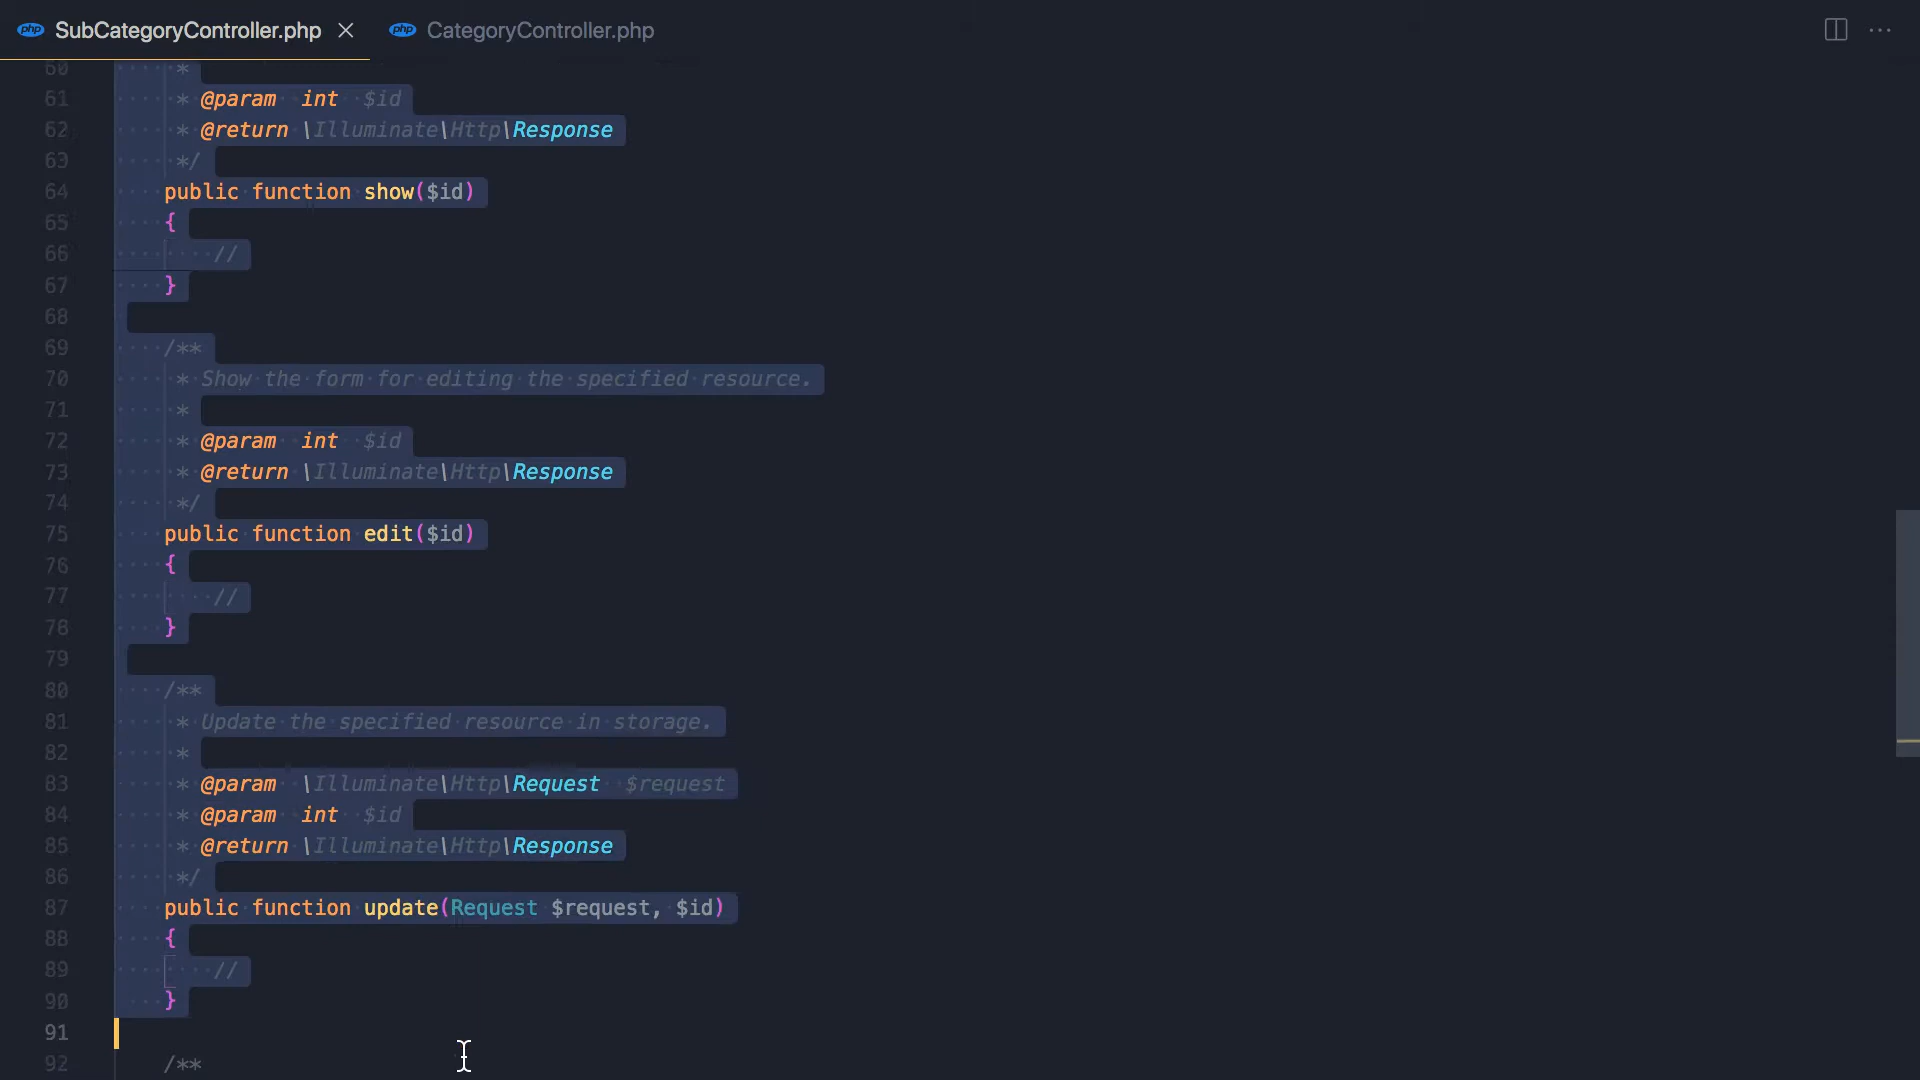 php SubCategoryController.php php CategoryController.php
60 *
61 * @param int $id
62 * @return \Illuminate\Http\Response
63 */
64 public function show($id)
65 {
66 //
67 }
68
69 /**
70 * Show the form for editing the specified resource.
71 *
72 * @param int $id
73 * @return \Illuminate\Http\Response
74 */
75 public function edit($id)
76 {
77 //
78 }
79
80 /**
81 * Update the specified resource in storage.
82 *
83 * @param \Illuminate\Http\Request $request
84 * @param int $id
85 * @return \Illuminate\Http\Response
86 */
87 public function update(Request $request, $id)
88 {
89 //
90 }
91
92 /**